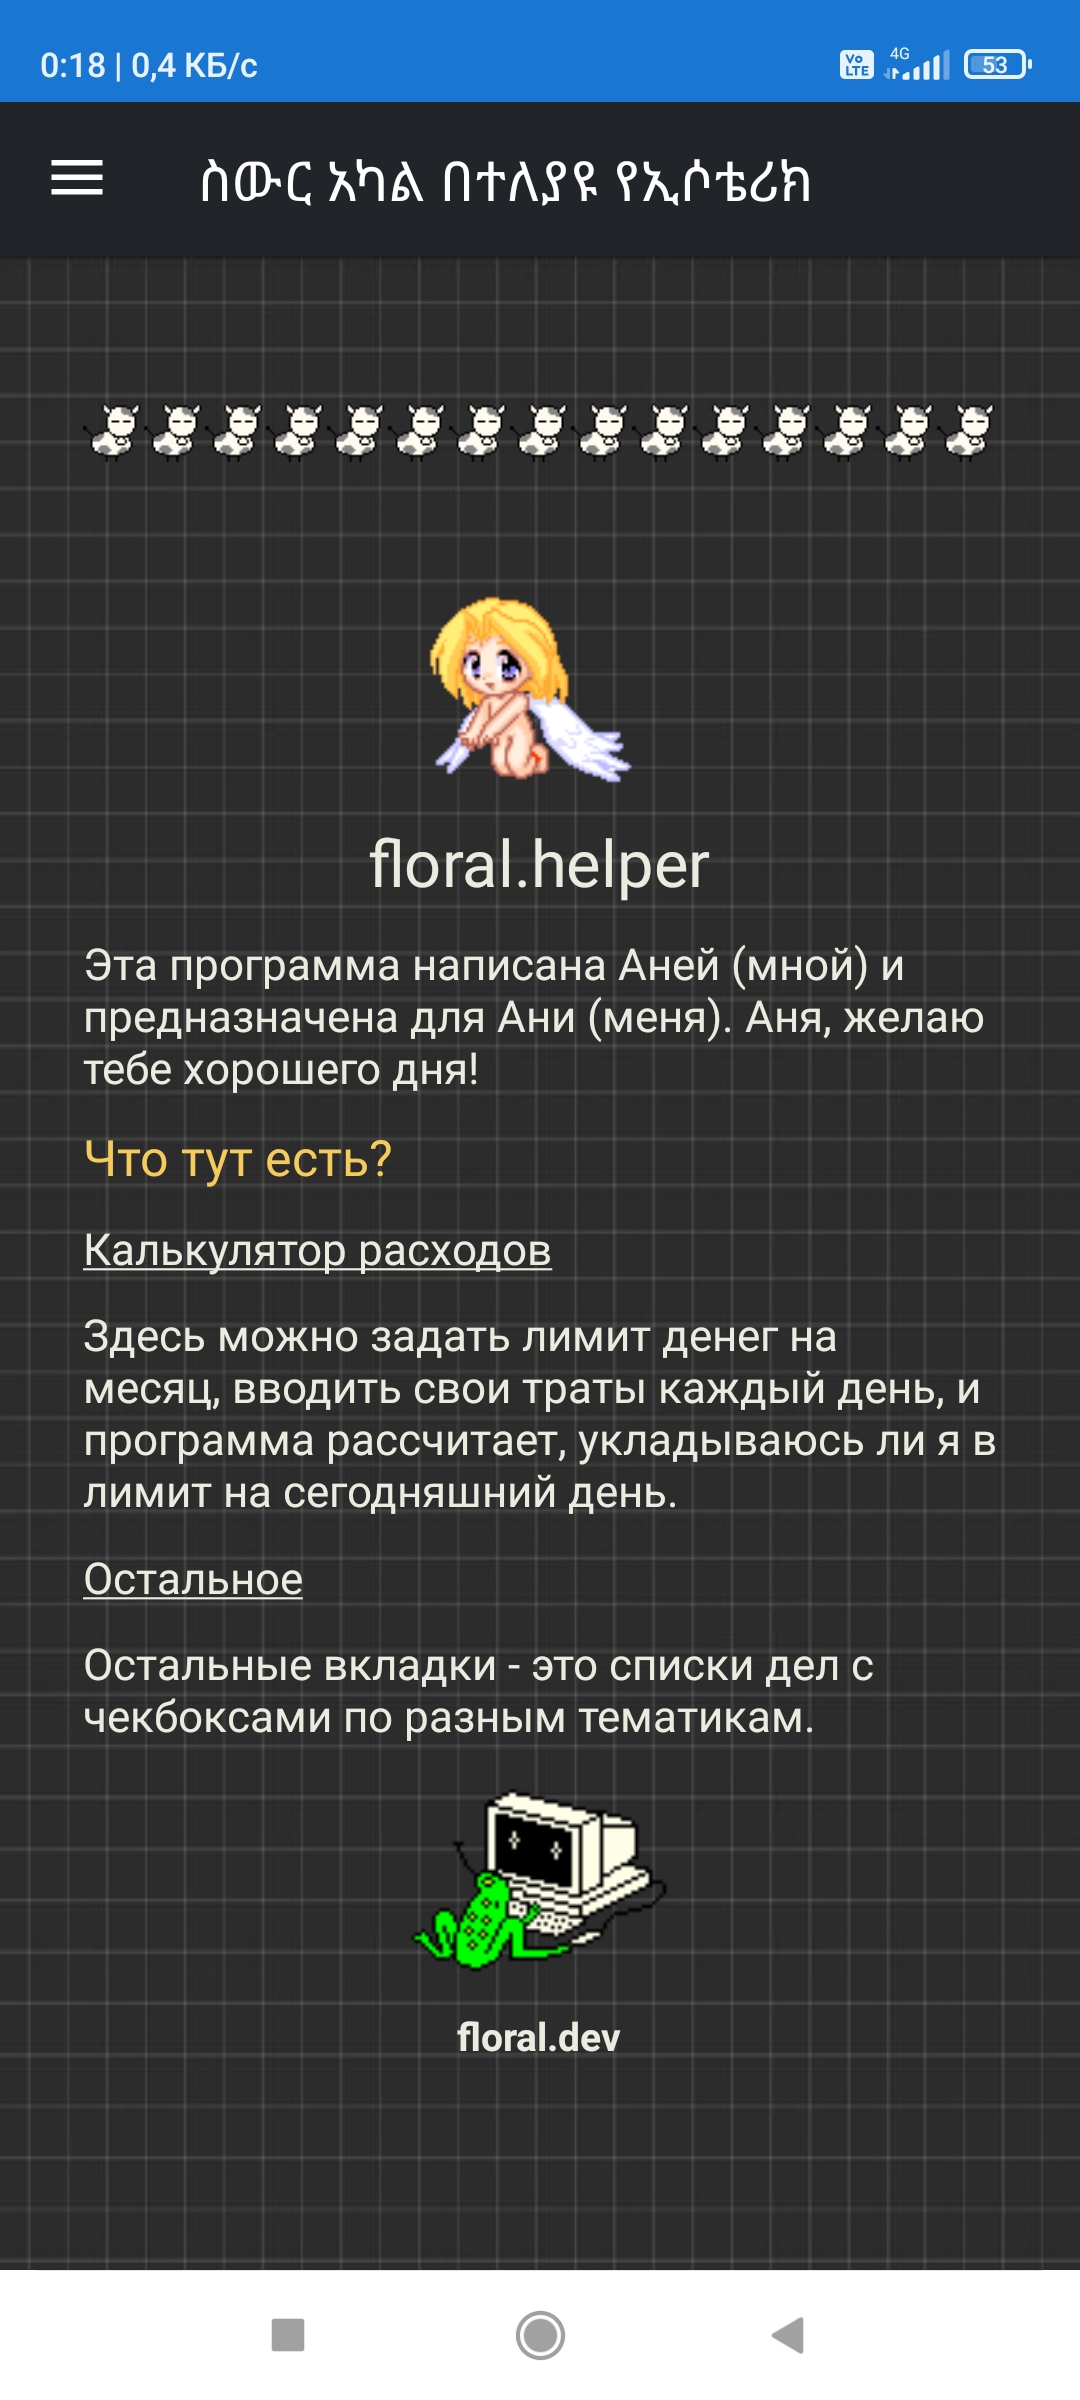 0:18 | 0,4 КБ/с
Vo LTE
4G
53
ስውር አካል በተለያዩ የኢሶቴሪክ
floral.helper
Эта программа написана Аней (мной) и
предназначена для Ани (меня). Аня, желаю
тебе хорошего дня!
Что тут есть?
Калькулятор расходов
Здесь можно задать лимит денег на
месяц, вводить свои траты каждый день, и
программа рассчитает, укладываюсь ли я в
лимит на сегодняшний день.
Остальное
Остальные вкладки - это списки дел с
чекбоксами по разным тематикам.
floral.dev